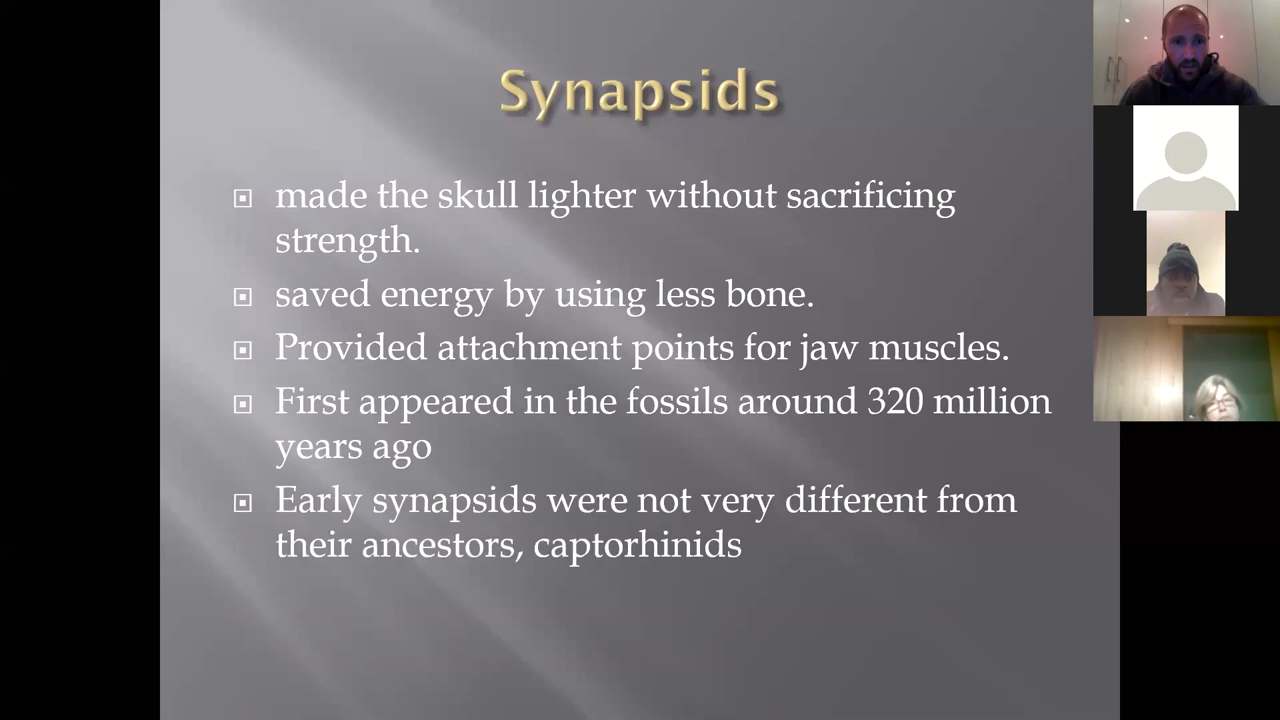 Synapsids
made the skull lighter without sacrificing
strength.
saved energy by using less bone.
Provided attachment points for jaw muscles.
First appeared in the fossils around 320 million
years ago
Early synapsids were not very different from
their ancestors, captorhinids